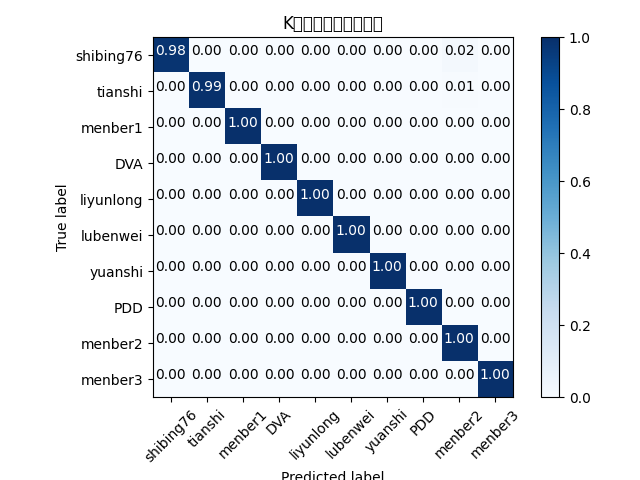 K
shibing76 0.98 0.00 0.00 0.00 0.00 0.00 0.00 0.00 0.02 0.00
tianshi 0.00 0.99 0.00 0.00 0.00 0.00 0.00 0.00 0.01 0.00
menber1 0.00 0.00 1.00 0.00 0.00 0.00 0.00 0.00 0.00 0.00
DVA 0.00 0.00 0.00 1.00 0.00 0.00 0.00 0.00 0.00 0.00
liyunlong 0.00 0.00 0.00 0.00 1.00 0.00 0.00 0.00 0.00 0.00
lubenwei 0.00 0.00 0.00 0.00 0.00 1.00 0.00 0.00 0.00 0.00
yuanshi 0.00 0.00 0.00 0.00 0.00 0.00 1.00 0.00 0.00 0.00
PDD 0.00 0.00 0.00 0.00 0.00 0.00 0.00 1.00 0.00 0.00
menber2 0.00 0.00 0.00 0.00 0.00 0.00 0.00 0.00 1.00 0.00
menber3 0.00 0.00 0.00 0.00 0.00 0.00 0.00 0.00 0.00 1.00
True label
shibing76 tianshi menber1 DVA liyunlong lubenwei yuanshi PDD menber2 menber3
Predicted label
1.0
0.8
0.6
0.4
0.2
0.0